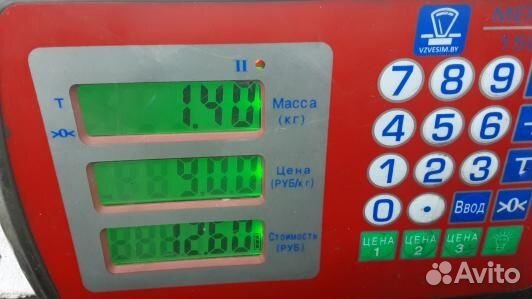 VZVESIM.BY
T
>0<
1.40
Масса
(кг)
9.00
Цена
(РУБ/кг)
12.60
Стоимость
(РУБ)
7 8 9
4 5 6
1 2 3 T
0 . Ввод >0<
ЦЕНА 1 ЦЕНА 2 ЦЕНА 3
Avito